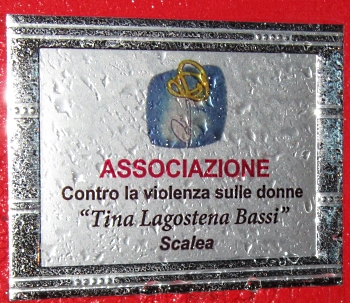 ASSOCIAZIONE
Contro la violenza sulle donne
“Tina Lagostena Bassi”
Scalea